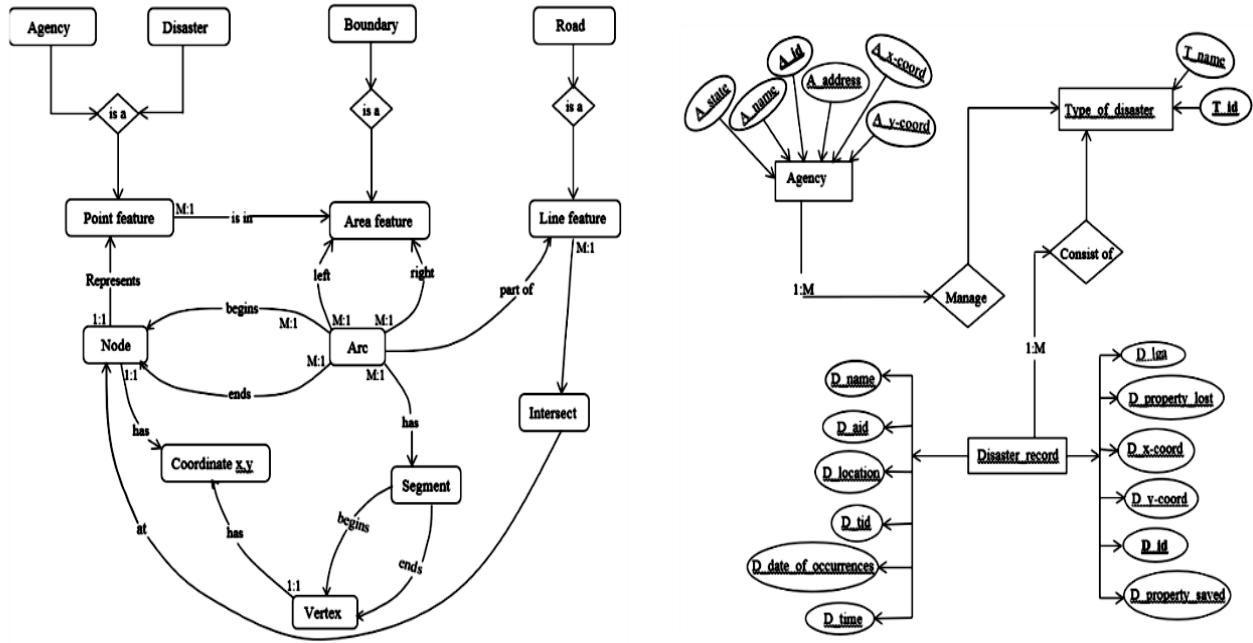 Agency
Disaster
Boundary
Road
is a
is a
is a
Point feature
M:1
is in
Area feature
Line feature
M:1
Represents
left
right
part of
begins
M:1
M:1
M:1
1:1
Node
Arc
1:1
M:1
M:1
ends
Intersect
has
has
Coordinate x,y
Segment
begins
at
has
ends
1:1
Vertex
A_state
A_name
A_id
A_address
A_x-coord
A_y-coord
Agency
T_name
Type_of_disaster
T_id
Consist of
1:M
Manage
1:M
D_name
D_aid
D_location
D_tid
D_date_of_occurrences
D_time
Disaster_record
D_lga
D_property_lost
D_x-coord
D_y-coord
D_id
D_property_saved